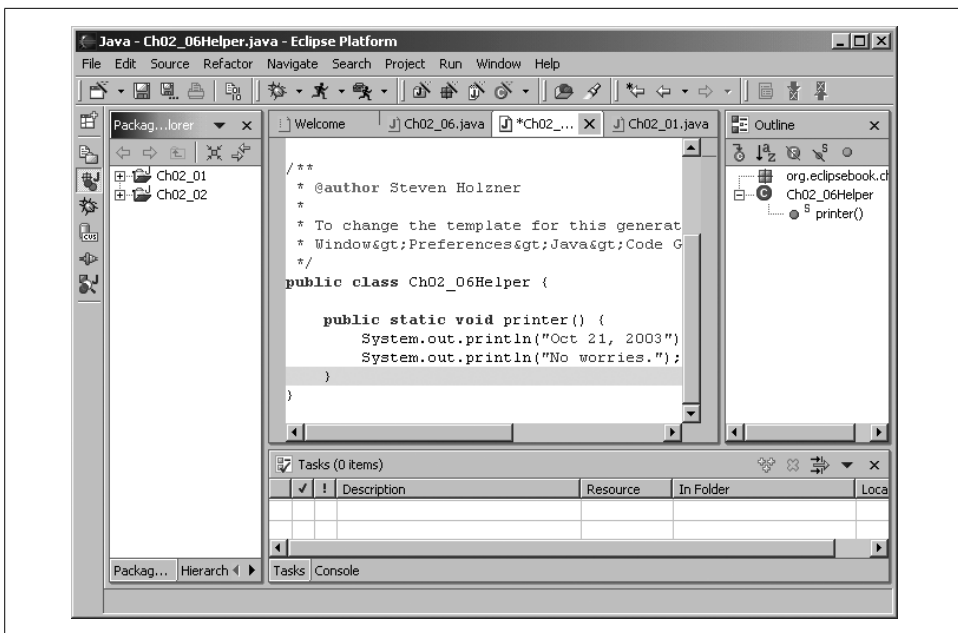 Java - Ch02_06Helper.java - Eclipse Platform
File Edit Source Refactor Navigate Search Project Run Window Help
Packag...lorer
Ch02_01
Ch02_02
Packag... Hierarch
Welcome Ch02_06.java *Ch02_... Ch02_01.java
/**
* @author Steven Holzner
*
* To change the template for this generat
* Window&gt;Preferences&gt;Java&gt;Code G
*/
public class Ch02_06Helper {
public static void printer() {
System.out.println("Oct 21, 2003")
System.out.println("No worries.");
}
}
Outline
org.eclipsebook.ch
Ch02_06Helper
S printer()
Tasks (0 items)
! Description Resource In Folder Loca
Tasks Console